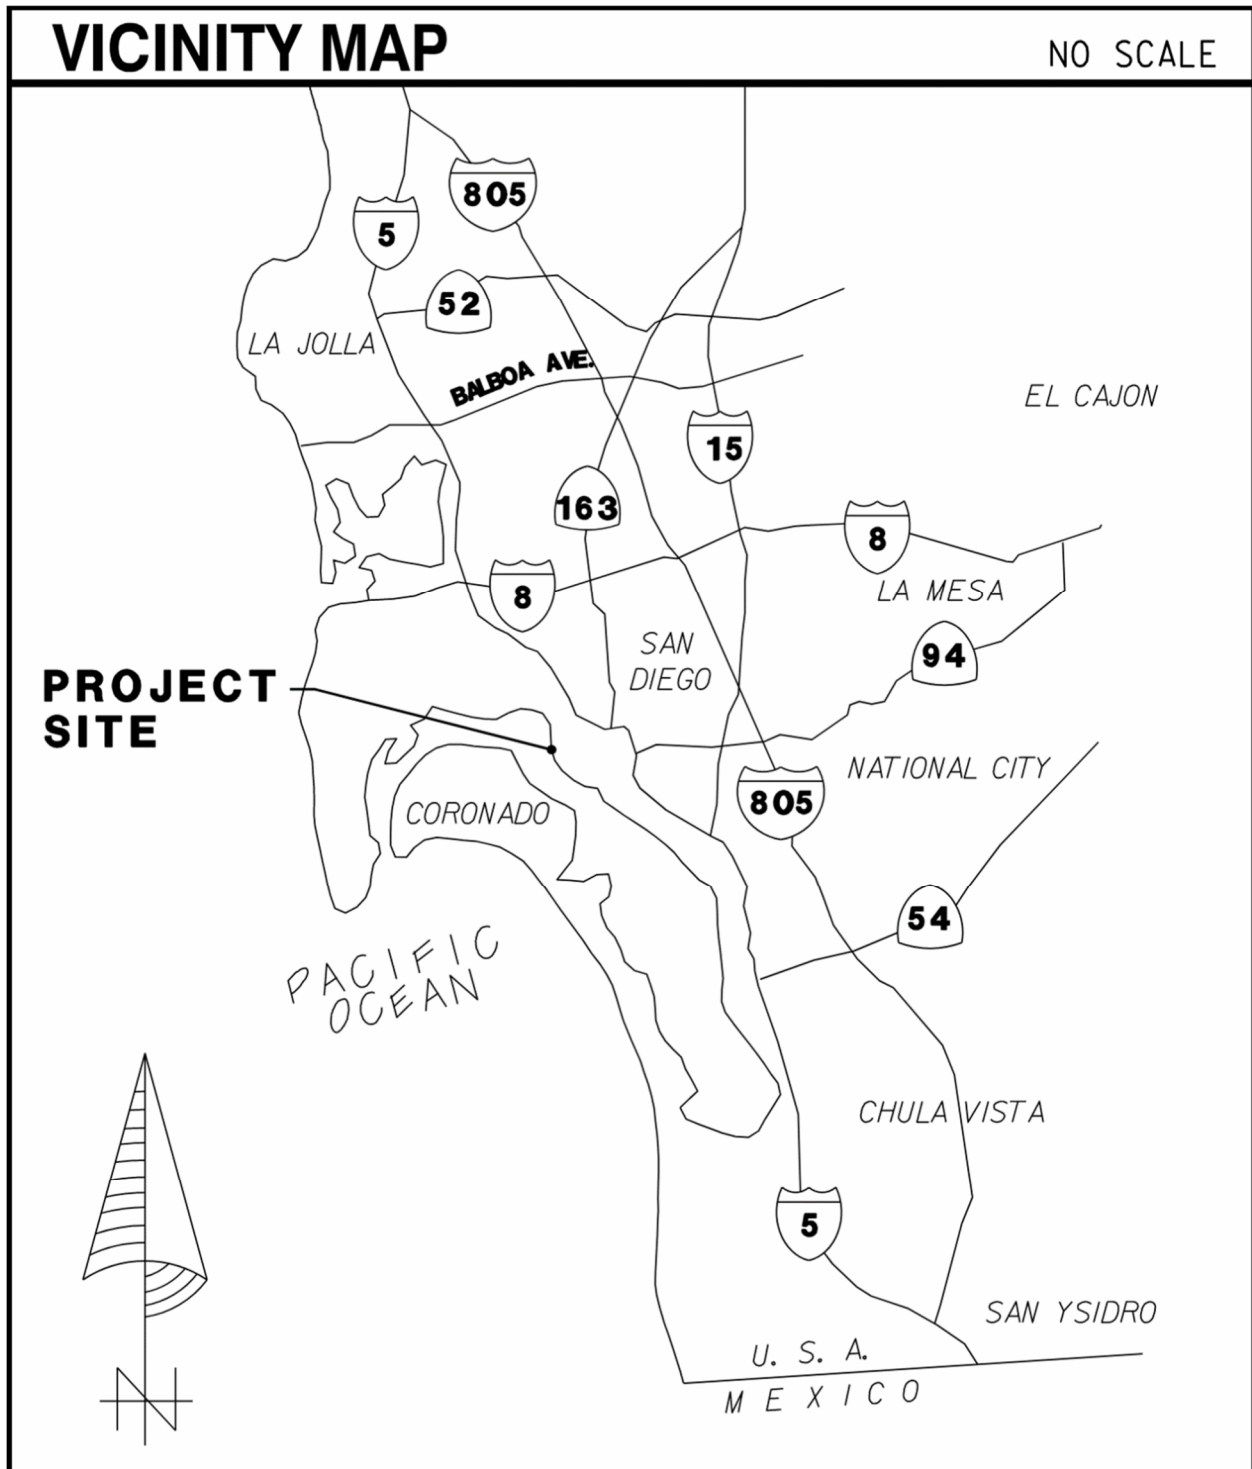 VICINITY MAP
NO SCALE
805
5
52
LA JOLLA
BALBOA AVE.
EL CAJON
15
163
8
8
LA MESA
SAN
DIEGO
94
PROJECT
SITE
NATIONAL CITY
805
CORONADO
54
PACIFIC
OCEAN
CHULA VISTA
5
SAN YSIDRO
U. S. A.
MEXICO
N